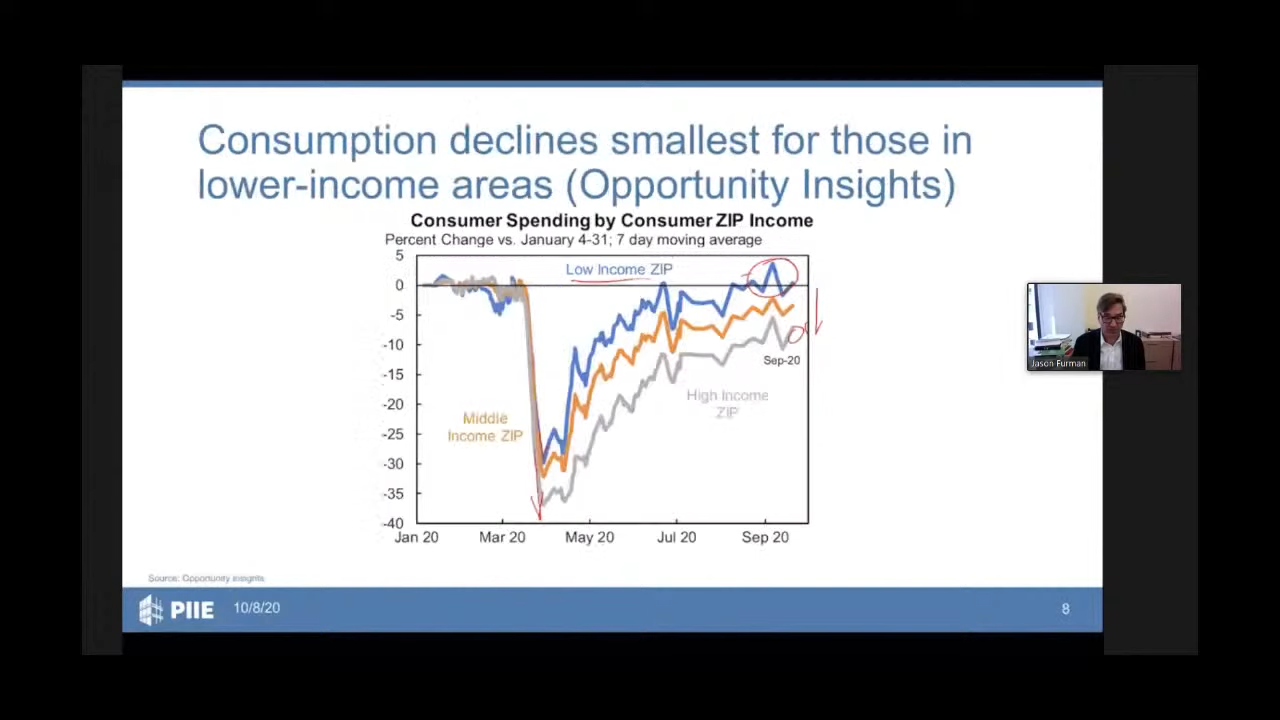 Consumption declines smallest for those in
lower-income areas (Opportunity Insights)
Consumer Spending by Consumer ZIP Income
Percent Change vs. January 4-31; 7 day moving average
5
Low Income ZIP
0
-5
-10
Sep-20
-15
High Income
ZIP
-20
Middle
Income ZIP
-25
-30
-35
-40
Jan 20 Mar 20 May 20 Jul 20 Sep 20
Source: Opportunity Insights
PIIE 10/8/20 8
Jason Furman